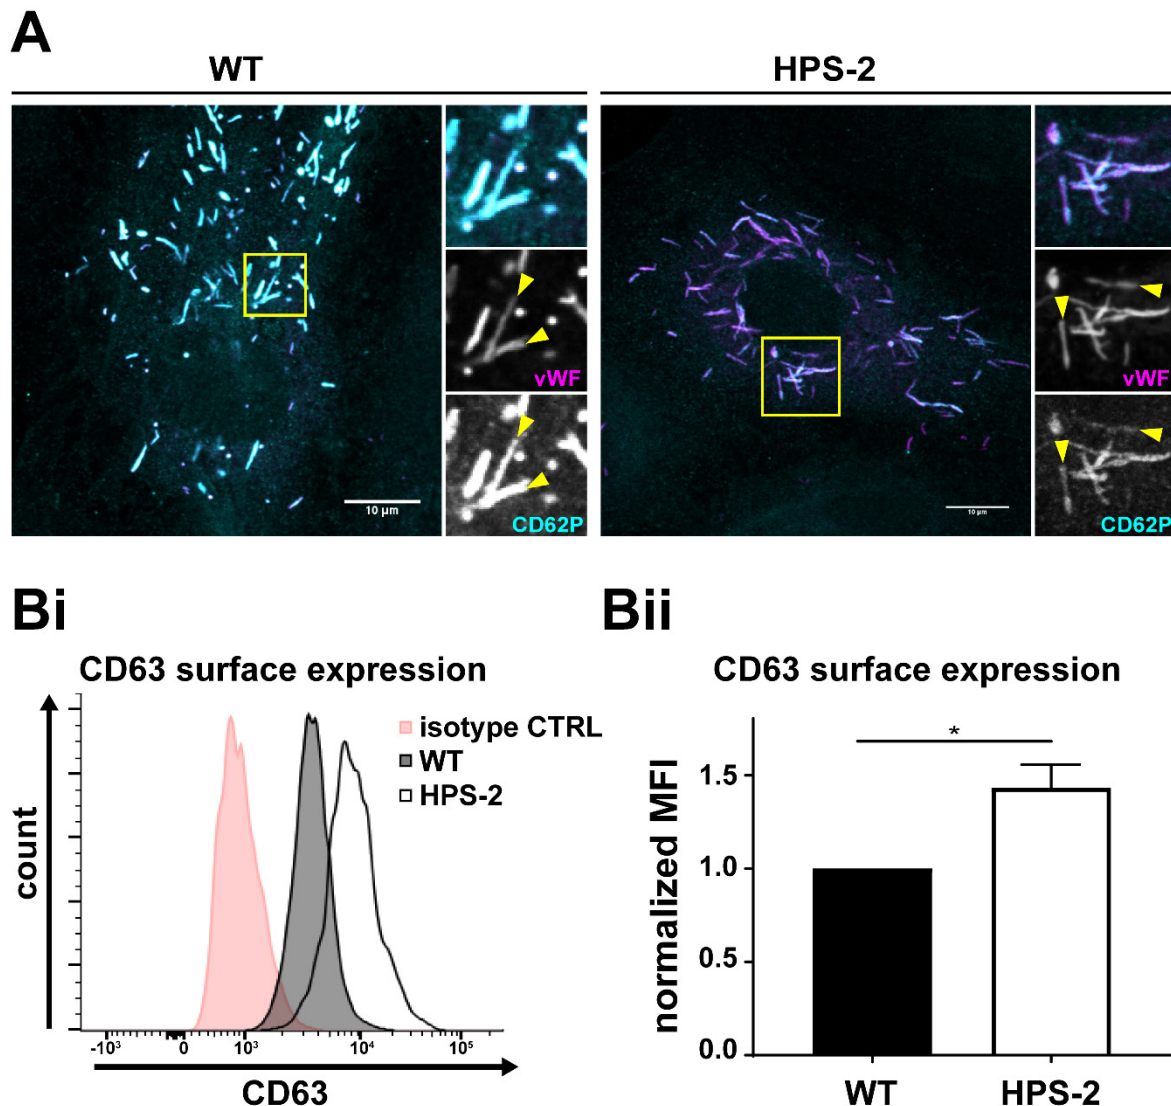 A
WT
HPS-2
vWF
CD62P
10 µm
vWF
CD62P
10 µm
Bi
CD63 surface expression
isotype CTRL
WT
HPS-2
count
-10³ 0 10³ 10⁴ 10⁵
CD63
Bii
CD63 surface expression
*
normalized MFI
1.5
1.0
0.5
0.0
WT
HPS-2